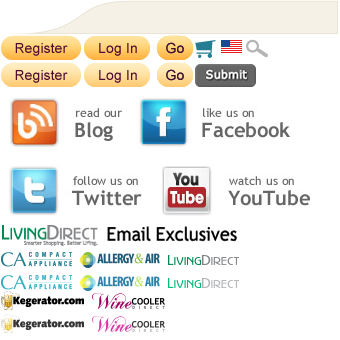 Register Log In Go
Register Log In Go Submit
read our like us on
Blog Facebook
follow us on watch us on
Twitter You Tube YouTube
LIVINGDIRECT Email Exclusives
Smarter Shopping. Better Living.
CA COMPACT APPLIANCE ALLERGY & AIR LIVINGDIRECT
CA COMPACT APPLIANCE ALLERGY & AIR LIVINGDIRECT
Kegerator.com Wine COOLER DIRECT
Kegerator.com Wine COOLER DIRECT